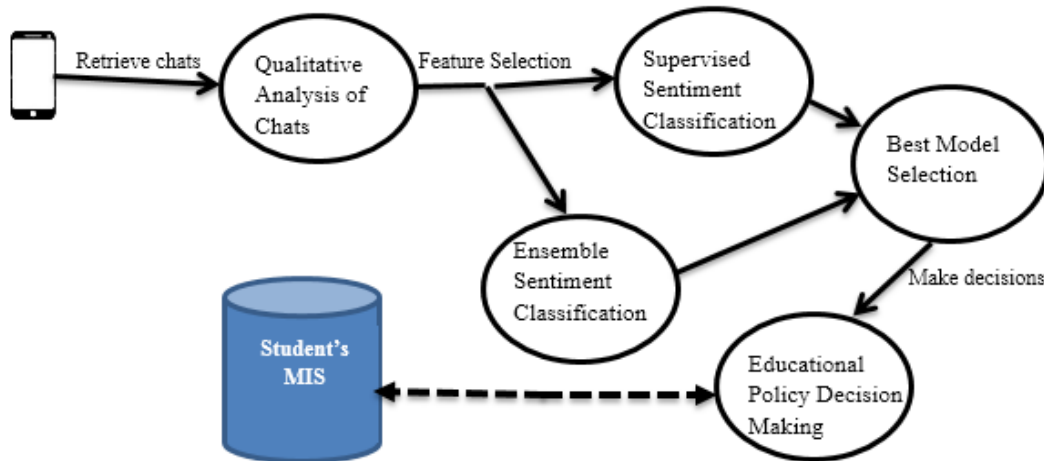 Retrieve chats
Qualitative
Analysis of
Chats
Feature Selection
Supervised
Sentiment
Classification
Best Model
Selection
Ensemble
Sentiment
Classification
Make decisions
Student's
MIS
Educational
Policy Decision
Making